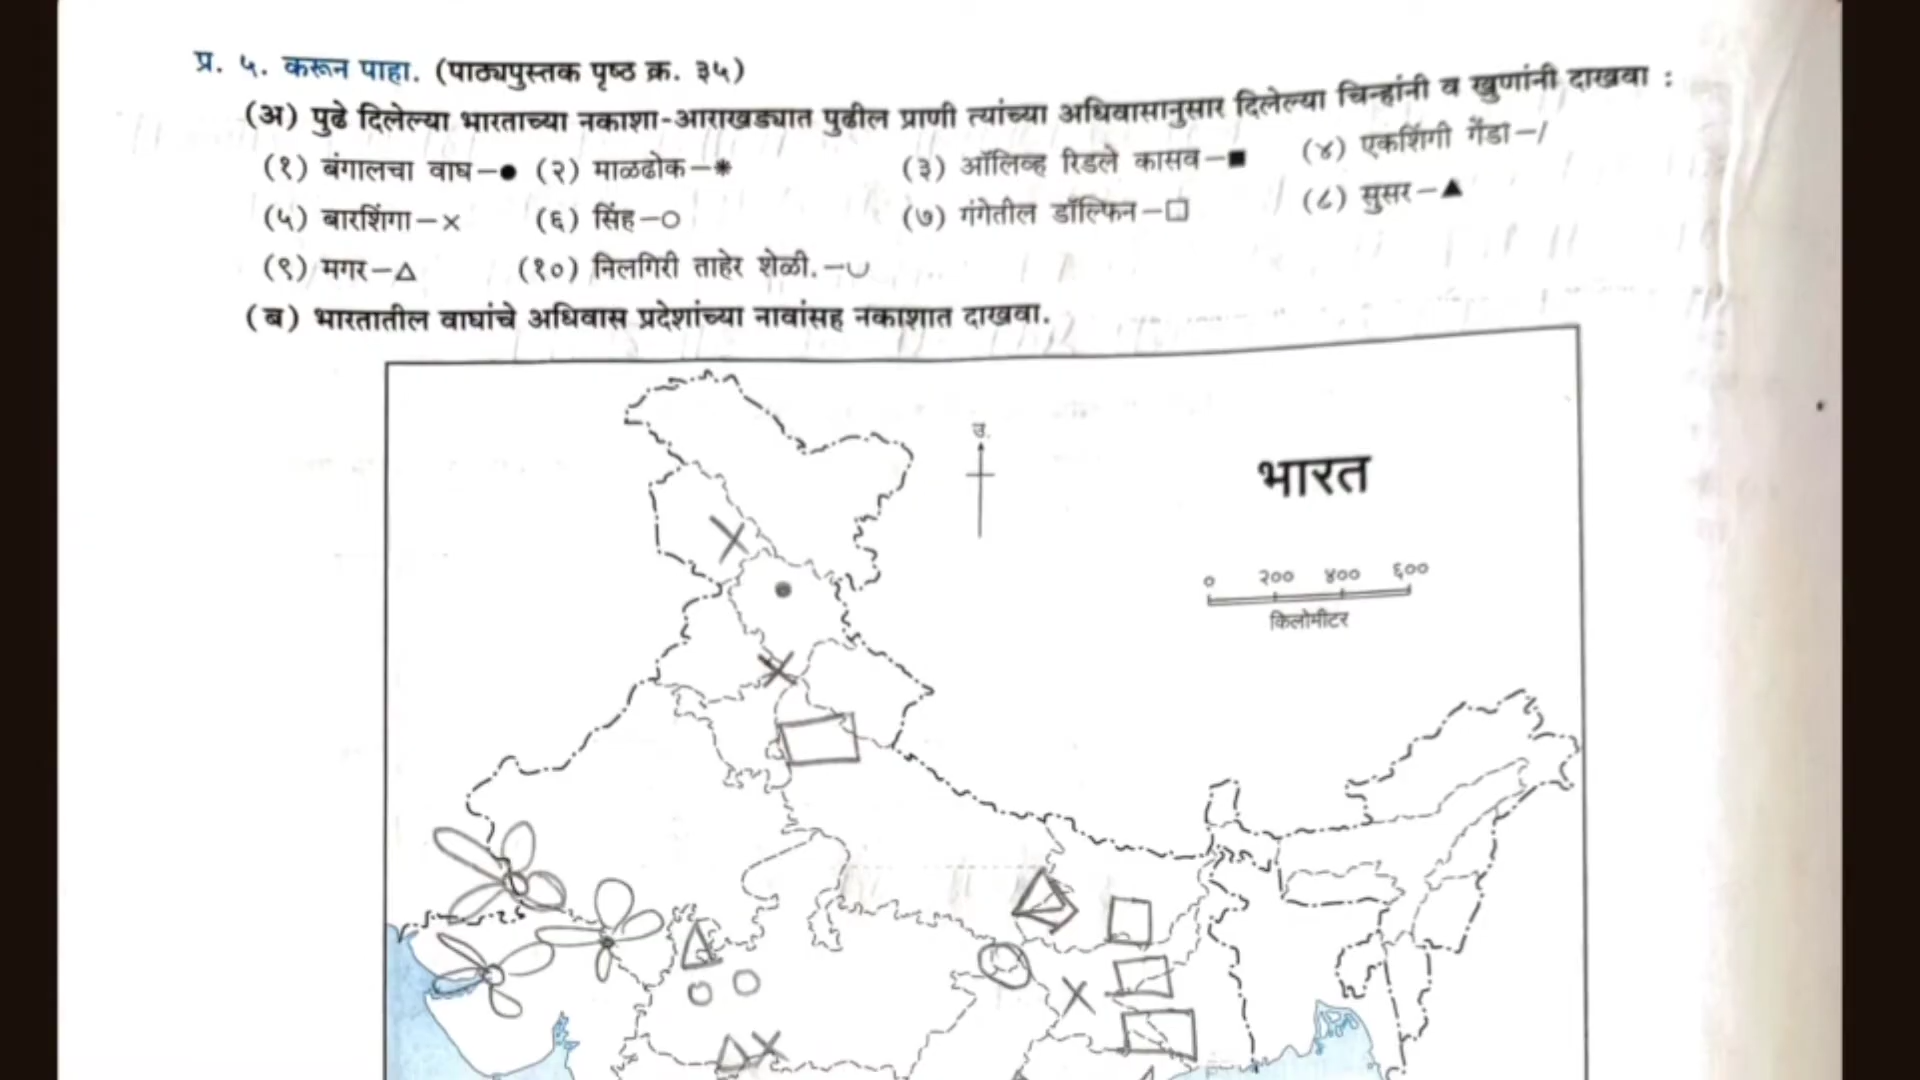 प्र. ५. करून पाहा. (पाठ्यपुस्तक पृष्ठ क्र. ३५)
(अ) पुढे दिलेल्या भारताच्या नकाशा-आराखड्यात पुढील प्राणी त्यांच्या अधिवासानुसार दिलेल्या चिन्हांनी व खुणांनी दाखवा :
(१) बंगालचा वाघ–● (२) माळढोक–* (३) ऑलिव्ह रिडले कासव–■ (४) एकशिंगी गेंडा–/
(५) बारशिंगा–× (६) सिंह–○ (७) गंगेतील डॉल्फिन–□ (८) सुसर–▲
(९) मगर–△ (१०) निलगिरी ताहेर शेळी.–∪
(ब) भारतातील वाघांचे अधिवास प्रदेशांच्या नावांसह नकाशात दाखवा.
उ.
भारत
० २०० ४०० ६००
किलोमीटर